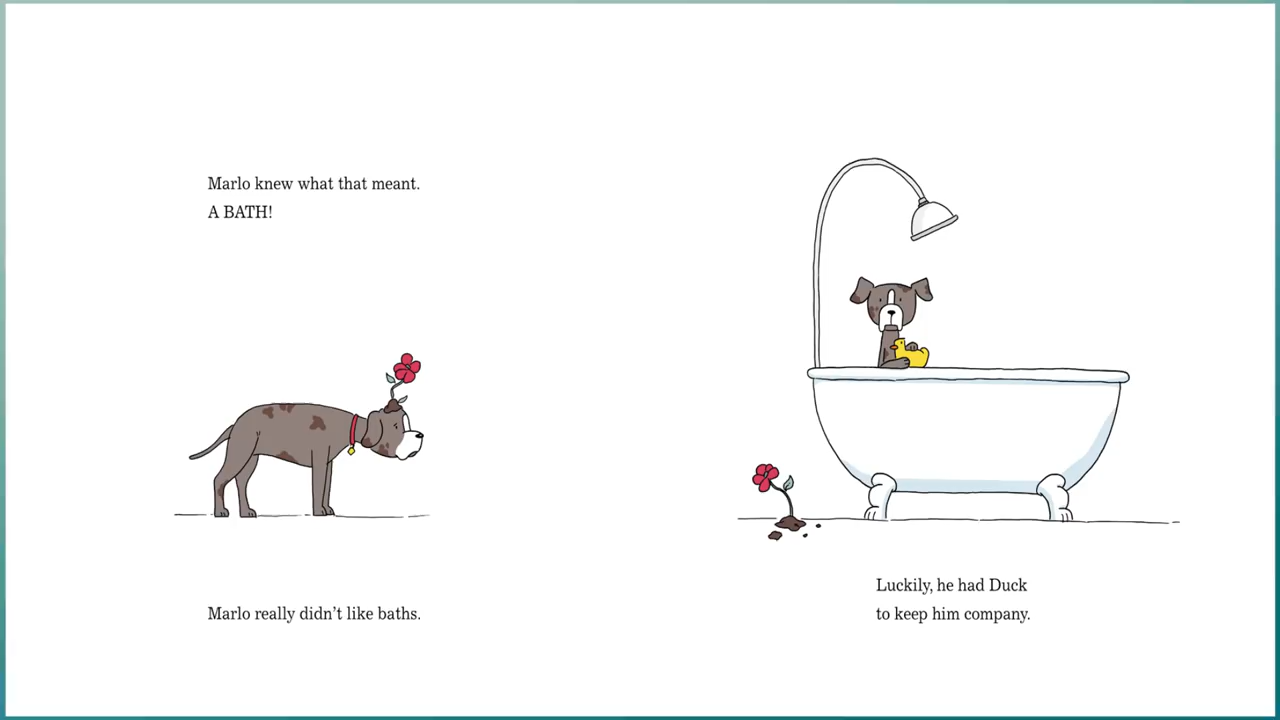 Marlo knew what that meant.
A BATH!
Marlo really didn’t like baths.
Luckily, he had Duck
to keep him company.